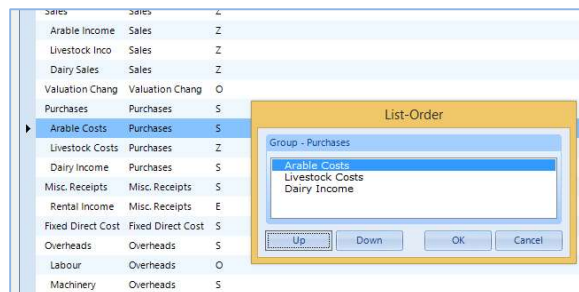 Sales Sales Z
Arable Income Sales Z
Livestock Inco Sales Z
Dairy Sales Sales Z
Valuation Chang Valuation Chang O
Purchases Purchases S
Arable Costs Purchases S
Livestock Costs Purchases Z
Dairy Income Purchases S
Misc. Receipts Misc. Receipts S
Rental Income Misc. Receipts E
Fixed Direct Cost Fixed Direct Cost S
Overheads Overheads S
Labour Overheads O
Machinery Overheads S
List-Order
Group - Purchases
Arable Costs
Livestock Costs
Dairy Income
Up Down OK Cancel